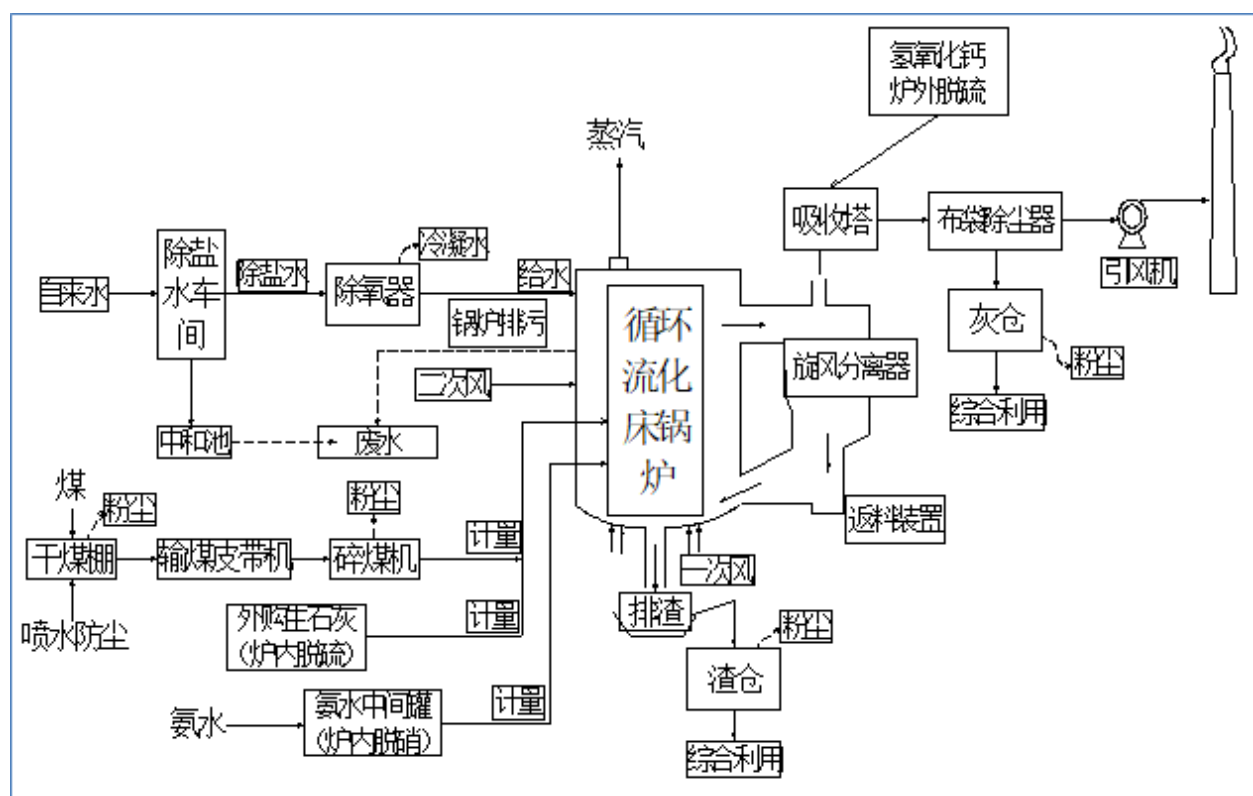 氢氧化钙
炉外脱硫
蒸汽
吸收塔
布袋除尘器
引风机
自来水
除盐
水车
间
除盐水
除氧器
冷凝水
给水
锅炉排污
循环
流化
床锅
炉
旋风分离器
灰仓
粉尘
综合利用
二次风
中和池
废水
煤
粉尘
粉尘
干煤棚
输煤皮带机
碎煤机
计量
返料装置
一次风
喷水防尘
外购生石灰
(炉内脱硫)
计量
排渣
粉尘
渣仓
氨水
氨水中间罐
(炉内脱硝)
计量
综合利用